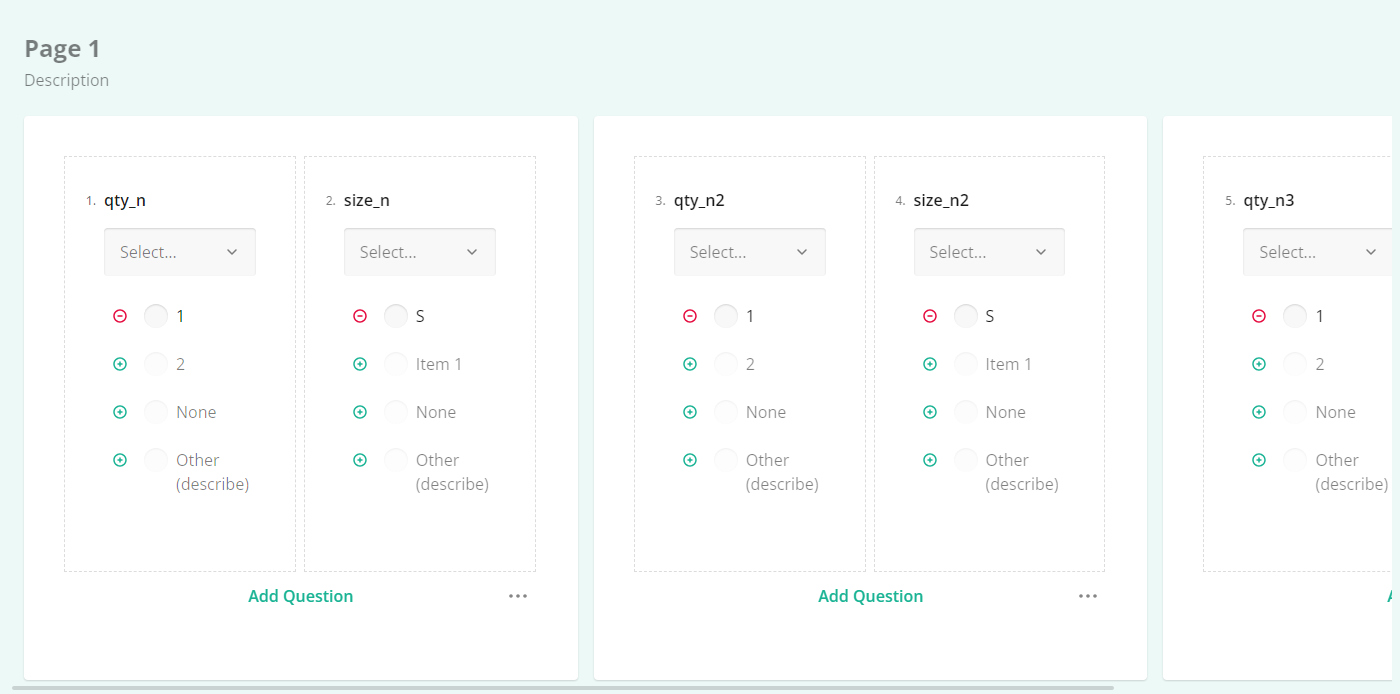 Page 1
Description
1. qty_n
Select...
1
2
None
Other
(describe)
2. size_n
Select...
S
Item 1
None
Other
(describe)
Add Question
3. qty_n2
Select...
1
2
None
Other
(describe)
4. size_n2
Select...
S
Item 1
None
Other
(describe)
Add Question
5. qty_n3
Select...
1
2
None
Other
(describe)